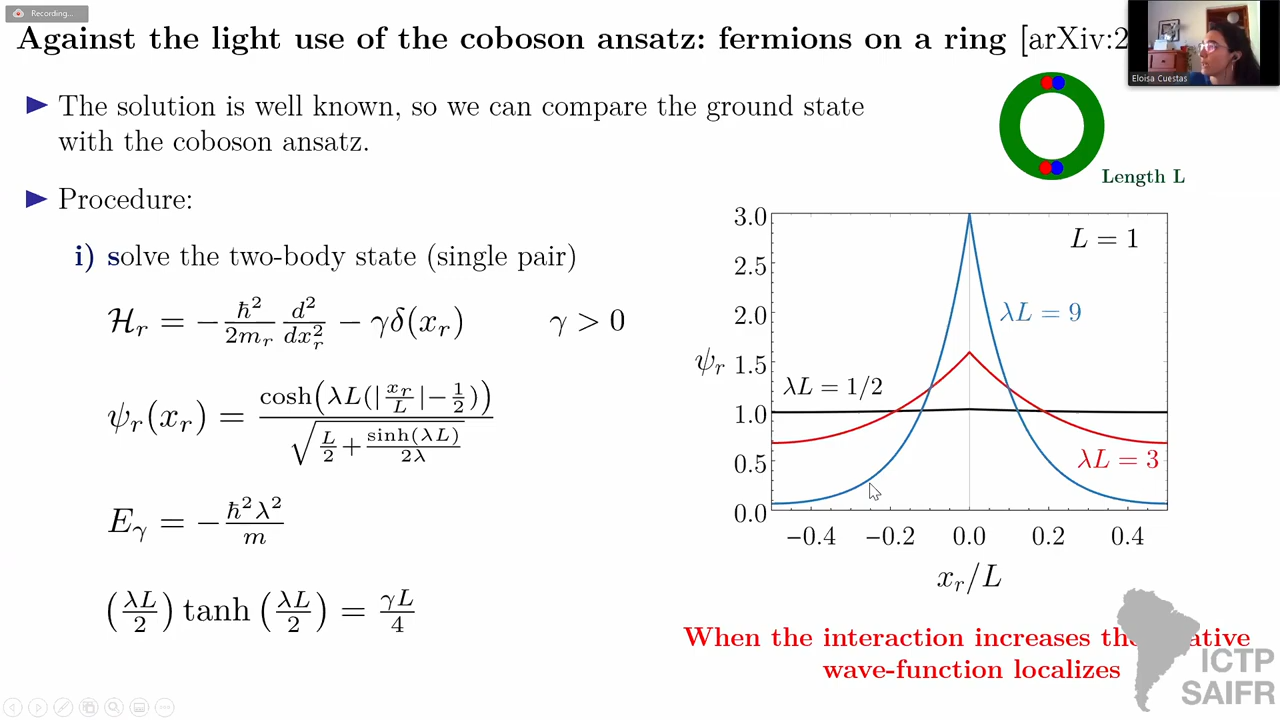 Recording...
Against the light use of the coboson ansatz: fermions on a ring [arXiv:2
Eloisa Cuestas
▶ The solution is well known, so we can compare the ground state
with the coboson ansatz.
Length L
▶ Procedure:
i) solve the two-body state (single pair)
ℋ_r = −ħ²/2m_r d²/dx_r² − γδ(x_r) γ > 0
ψ_r(x_r) = cosh(λL(|x_r/L|−1/2)) / √(L/2 + sinh(λL)/2λ)
E_γ = −ħ²λ²/m
(λL/2) tanh (λL/2) = γL/4
3.0
2.5
2.0
1.5
1.0
0.5
0.0
ψ_r
L = 1
λL = 9
λL = 1/2
λL = 3
−0.4 −0.2 0.0 0.2 0.4
x_r/L
When the interaction increases the
wave-function localizes
ICTP
SAIFR